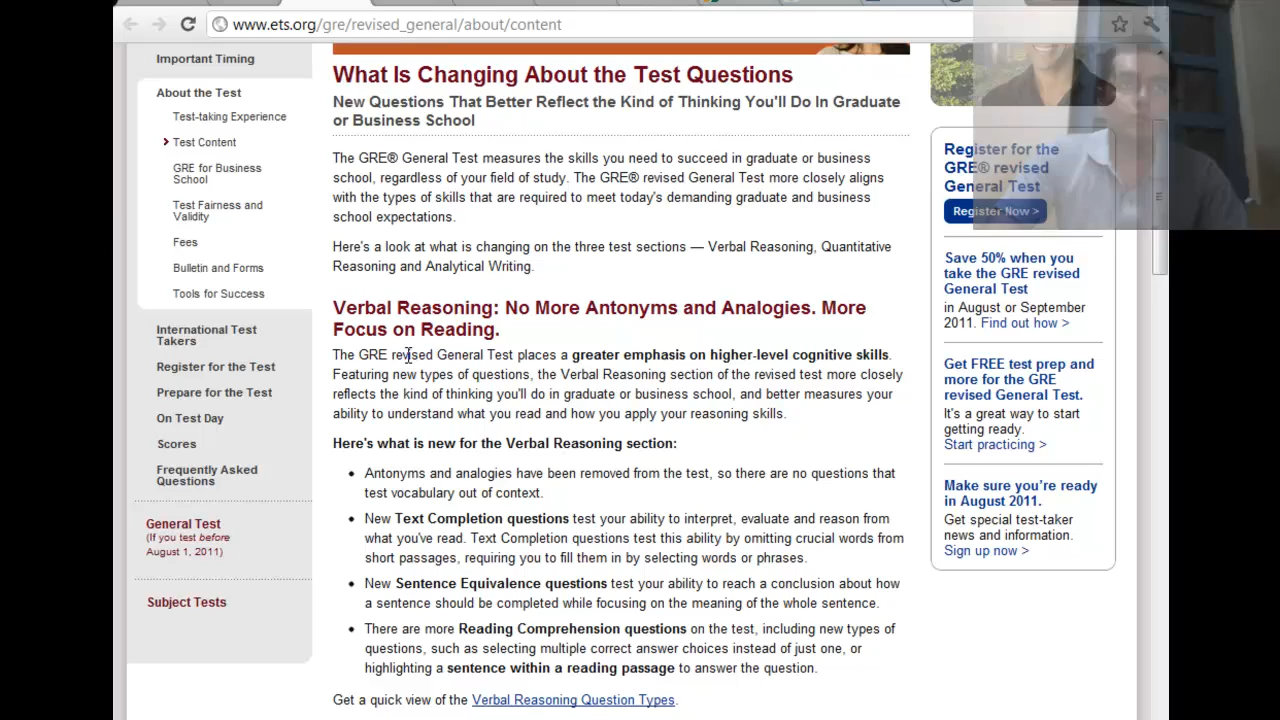 www.ets.org/gre/revised_general/about/content
Important Timing
About the Test
Test-taking Experience
Test Content
GRE for Business
School
Test Fairness and
Validity
Fees
Bulletin and Forms
Tools for Success
International Test
Takers
Register for the Test
Prepare for the Test
On Test Day
Scores
Frequently Asked
Questions
General Test
(If you test before
August 1, 2011)
Subject Tests
What Is Changing About the Test Questions
New Questions That Better Reflect the Kind of Thinking You'll Do In Graduate
or Business School
The GRE® General Test measures the skills you need to succeed in graduate or business
school, regardless of your field of study. The GRE® revised General Test more closely aligns
with the types of skills that are required to meet today's demanding graduate and business
school expectations.
Here's a look at what is changing on the three test sections — Verbal Reasoning, Quantitative
Reasoning and Analytical Writing.
Verbal Reasoning: No More Antonyms and Analogies. More
Focus on Reading.
The GRE revised General Test places a greater emphasis on higher-level cognitive skills.
Featuring new types of questions, the Verbal Reasoning section of the revised test more closely
reflects the kind of thinking you'll do in graduate or business school, and better measures your
ability to understand what you read and how you apply your reasoning skills.
Here's what is new for the Verbal Reasoning section:
• Antonyms and analogies have been removed from the test, so there are no questions that
test vocabulary out of context.
• New Text Completion questions test your ability to interpret, evaluate and reason from
what you've read. Text Completion questions test this ability by omitting crucial words from
short passages, requiring you to fill them in by selecting words or phrases.
• New Sentence Equivalence questions test your ability to reach a conclusion about how
a sentence should be completed while focusing on the meaning of the whole sentence.
• There are more Reading Comprehension questions on the test, including new types of
questions, such as selecting multiple correct answer choices instead of just one, or
highlighting a sentence within a reading passage to answer the question.
Get a quick view of the Verbal Reasoning Question Types.
Register for the
GRE® revised
General Test
Register Now >
Save 50% when you
take the GRE revised
General Test
in August or September
2011. Find out how >
Get FREE test prep and
more for the GRE
revised General Test.
It's a great way to start
getting ready.
Start practicing >
Make sure you're ready
in August 2011.
Get special test-taker
news and information.
Sign up now >